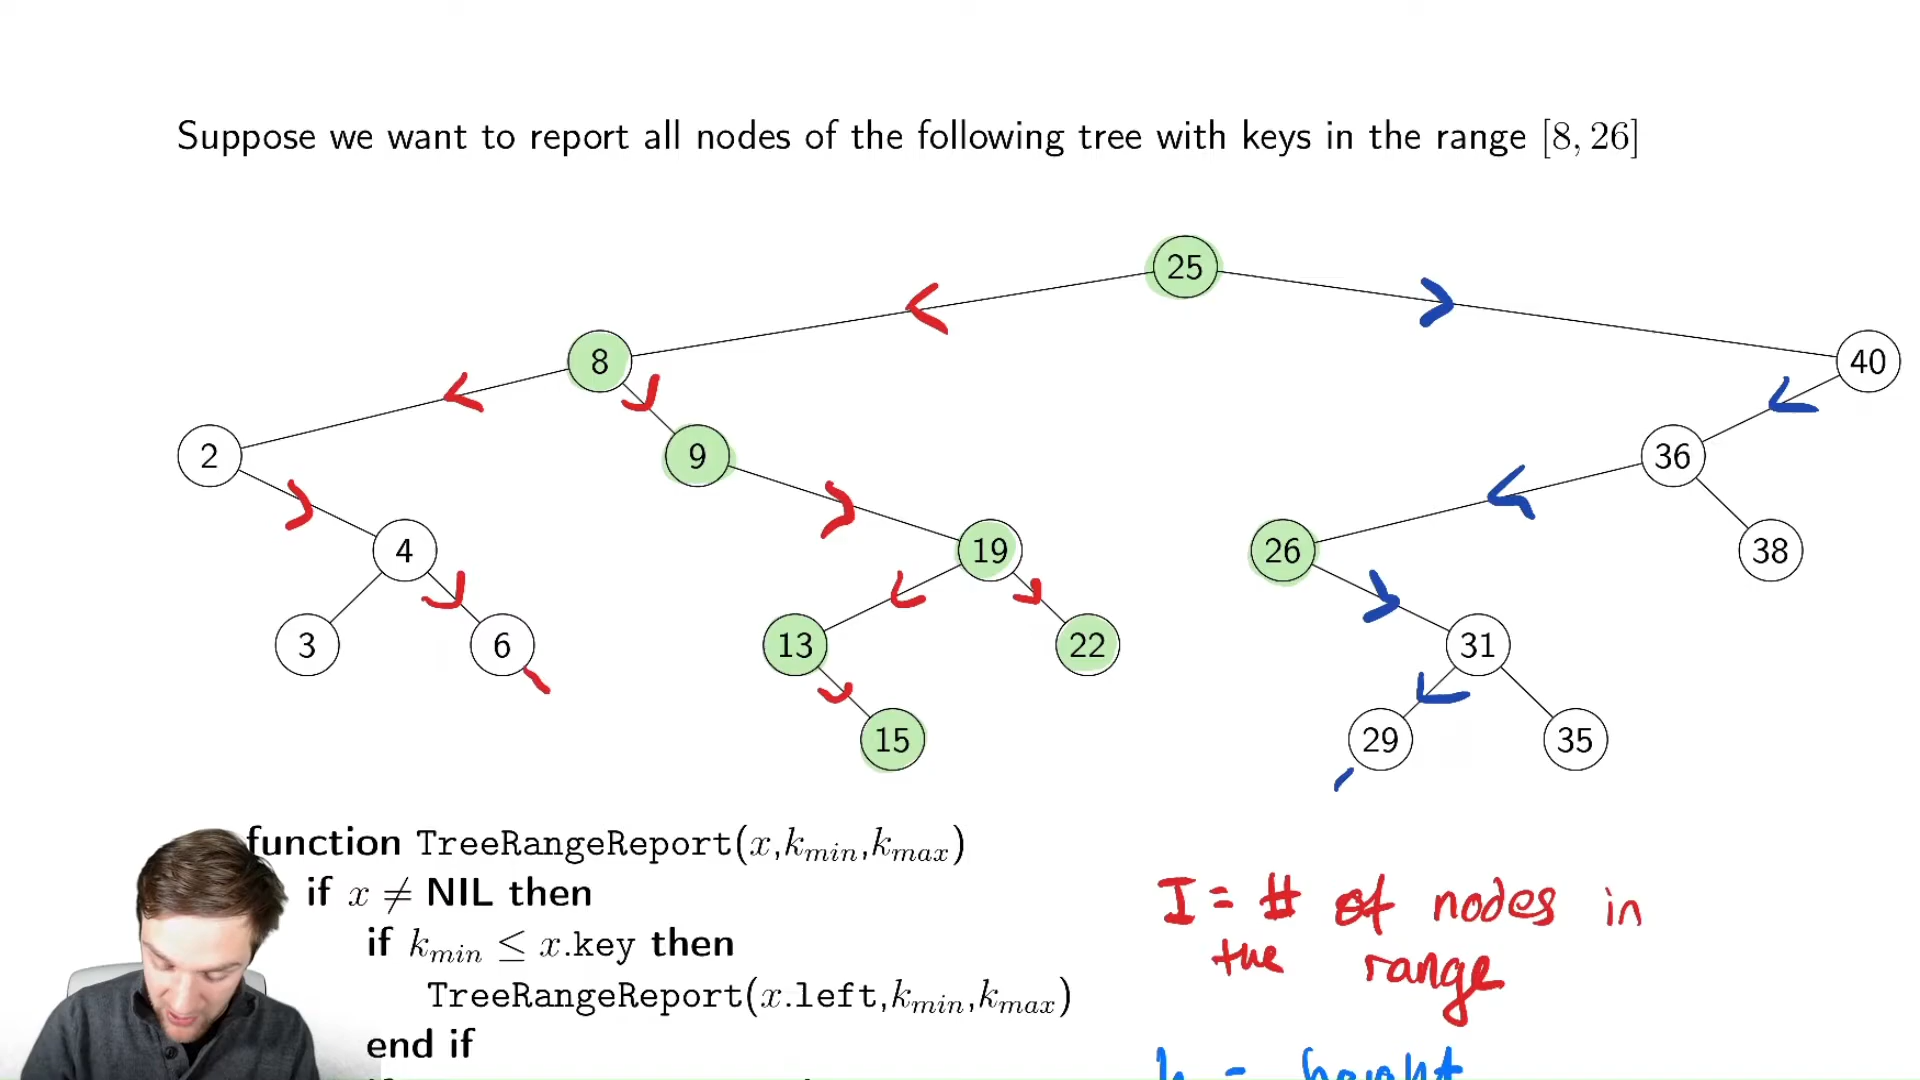 Suppose we want to report all nodes of the following tree with keys in the range [8, 26]
25
8
40
2
9
36
4
19
26
38
3
6
13
22
31
15
29
35
function TreeRangeReport(x,kmin,kmax)
if x ≠ NIL then
if kmin ≤ x.key then
TreeRangeReport(x.left,kmin,kmax)
end if
I = # of nodes in
the range
h = height